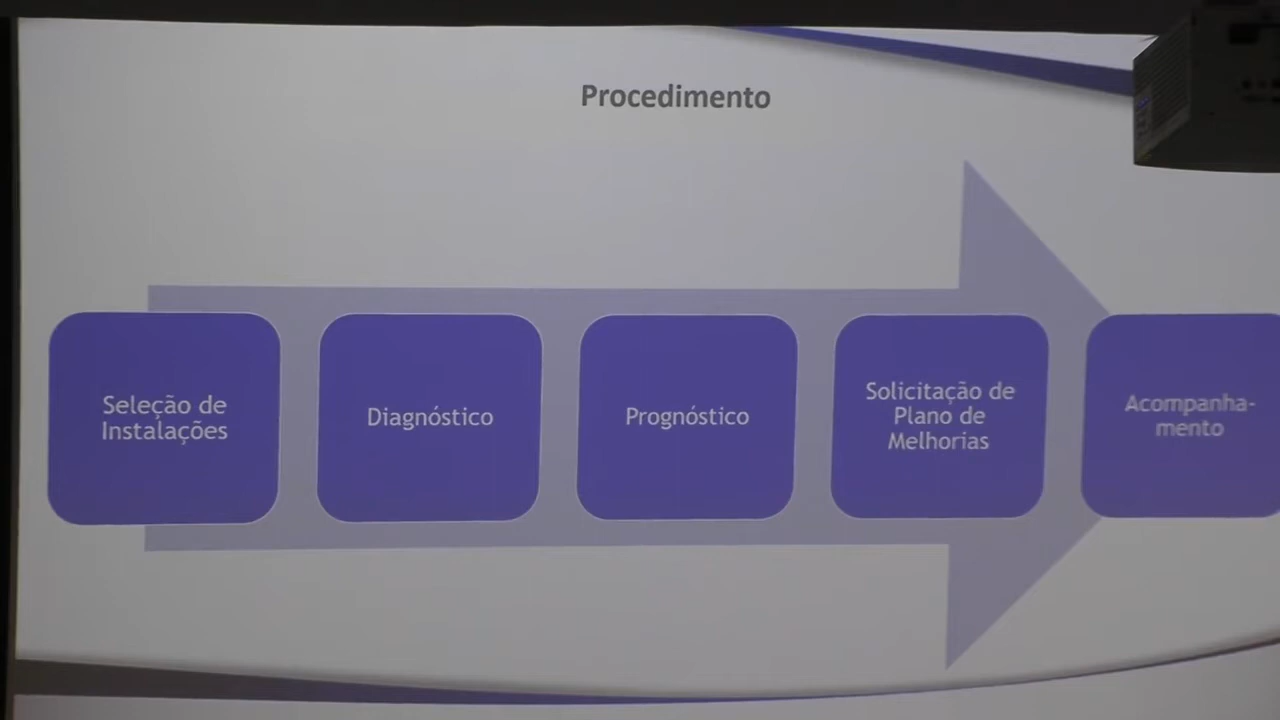 Procedimento
Seleção de
Instalações
Diagnóstico
Prognóstico
Solicitação de
Plano de
Melhorias
Acompanha-
mento